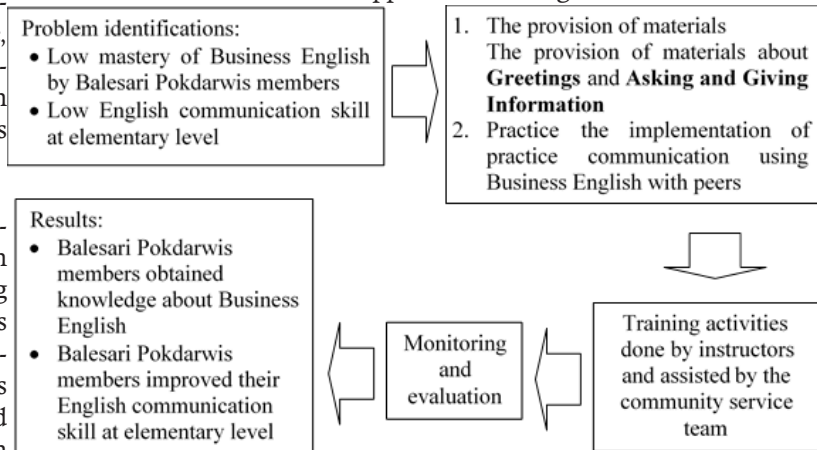 Problem identifications:
• Low mastery of Business English
by Balesari Pokdarwis members
• Low English communication skill
at elementary level
1. The provision of materials
The provision of materials about
Greetings and Asking and Giving
Information
2. Practice the implementation of
practice communication using
Business English with peers
Training activities
done by instructors
and assisted by the
community service
team
Monitoring
and
evaluation
Results:
• Balesari Pokdarwis
members obtained
knowledge about Business
English
• Balesari Pokdarwis
members improved their
English communication
skill at elementary level